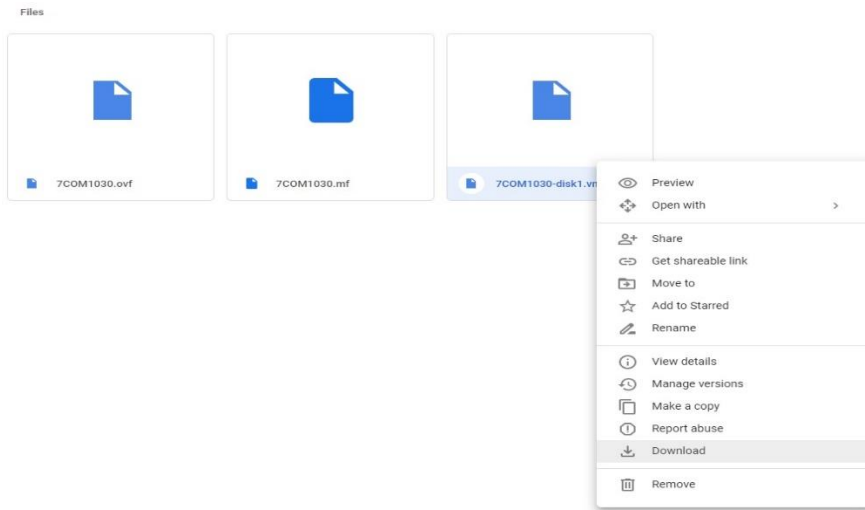 Files
7COM1030.ovf
7COM1030.mf
7COM1030-disk1.vm
Preview
Open with
Share
Get shareable link
Move to
Add to Starred
Rename
View details
Manage versions
Make a copy
Report abuse
Download
Remove